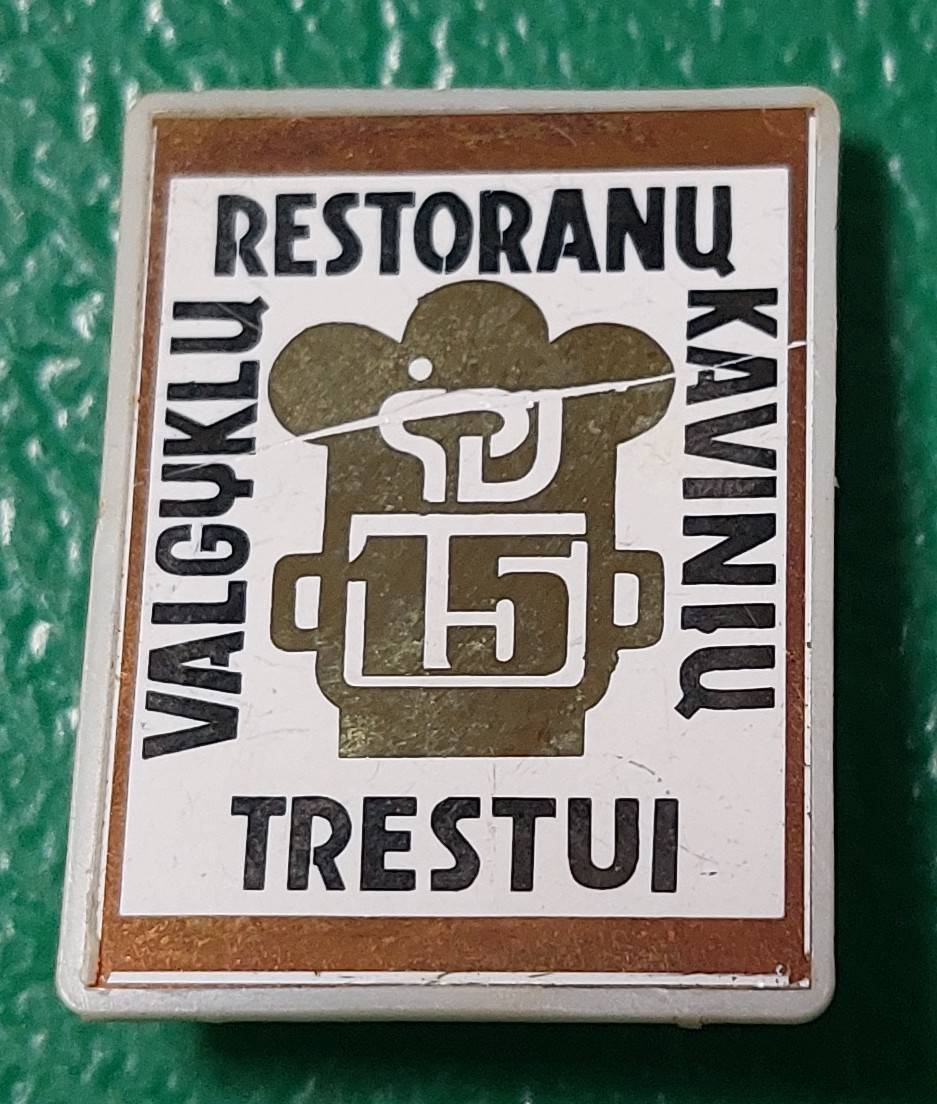 VALGYKLŲ
RESTORANŲ
KAVINIŲ
15
TRESTUI